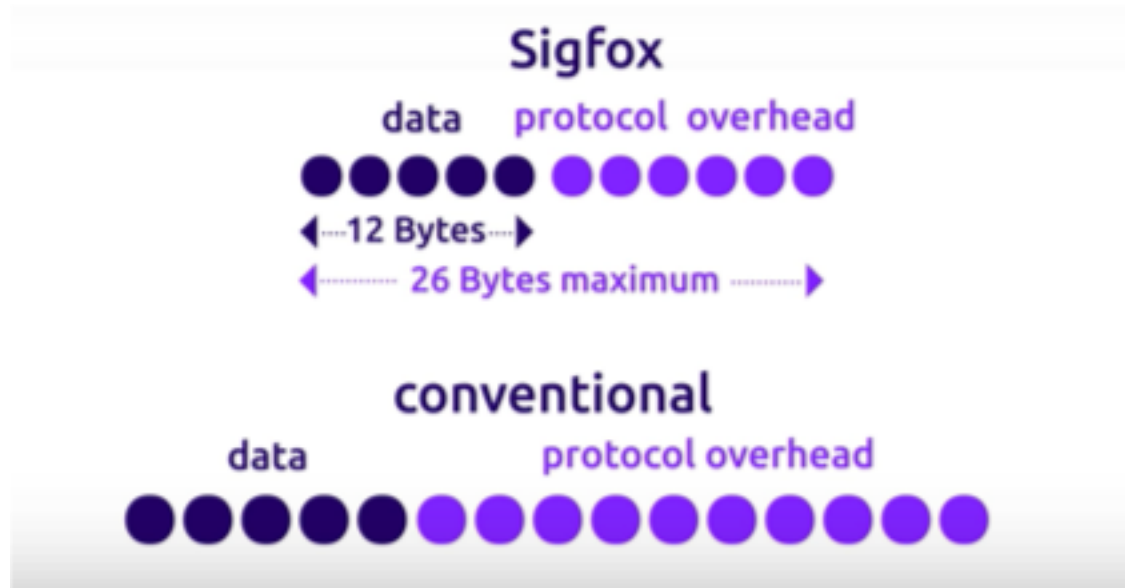 Sigfox
data protocol overhead
12 Bytes
26 Bytes maximum
conventional
data protocol overhead